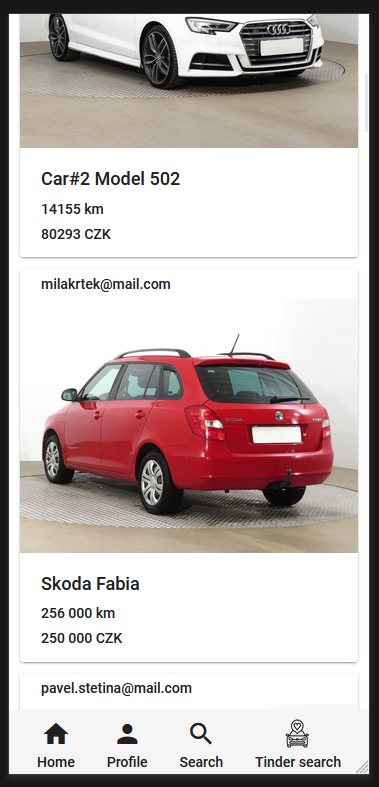 Car#2 Model 502
14155 km
80293 CZK
milakrtek@mail.com
Skoda Fabia
256 000 km
250 000 CZK
pavel.stetina@mail.com
Home
Profile
Search
Tinder search